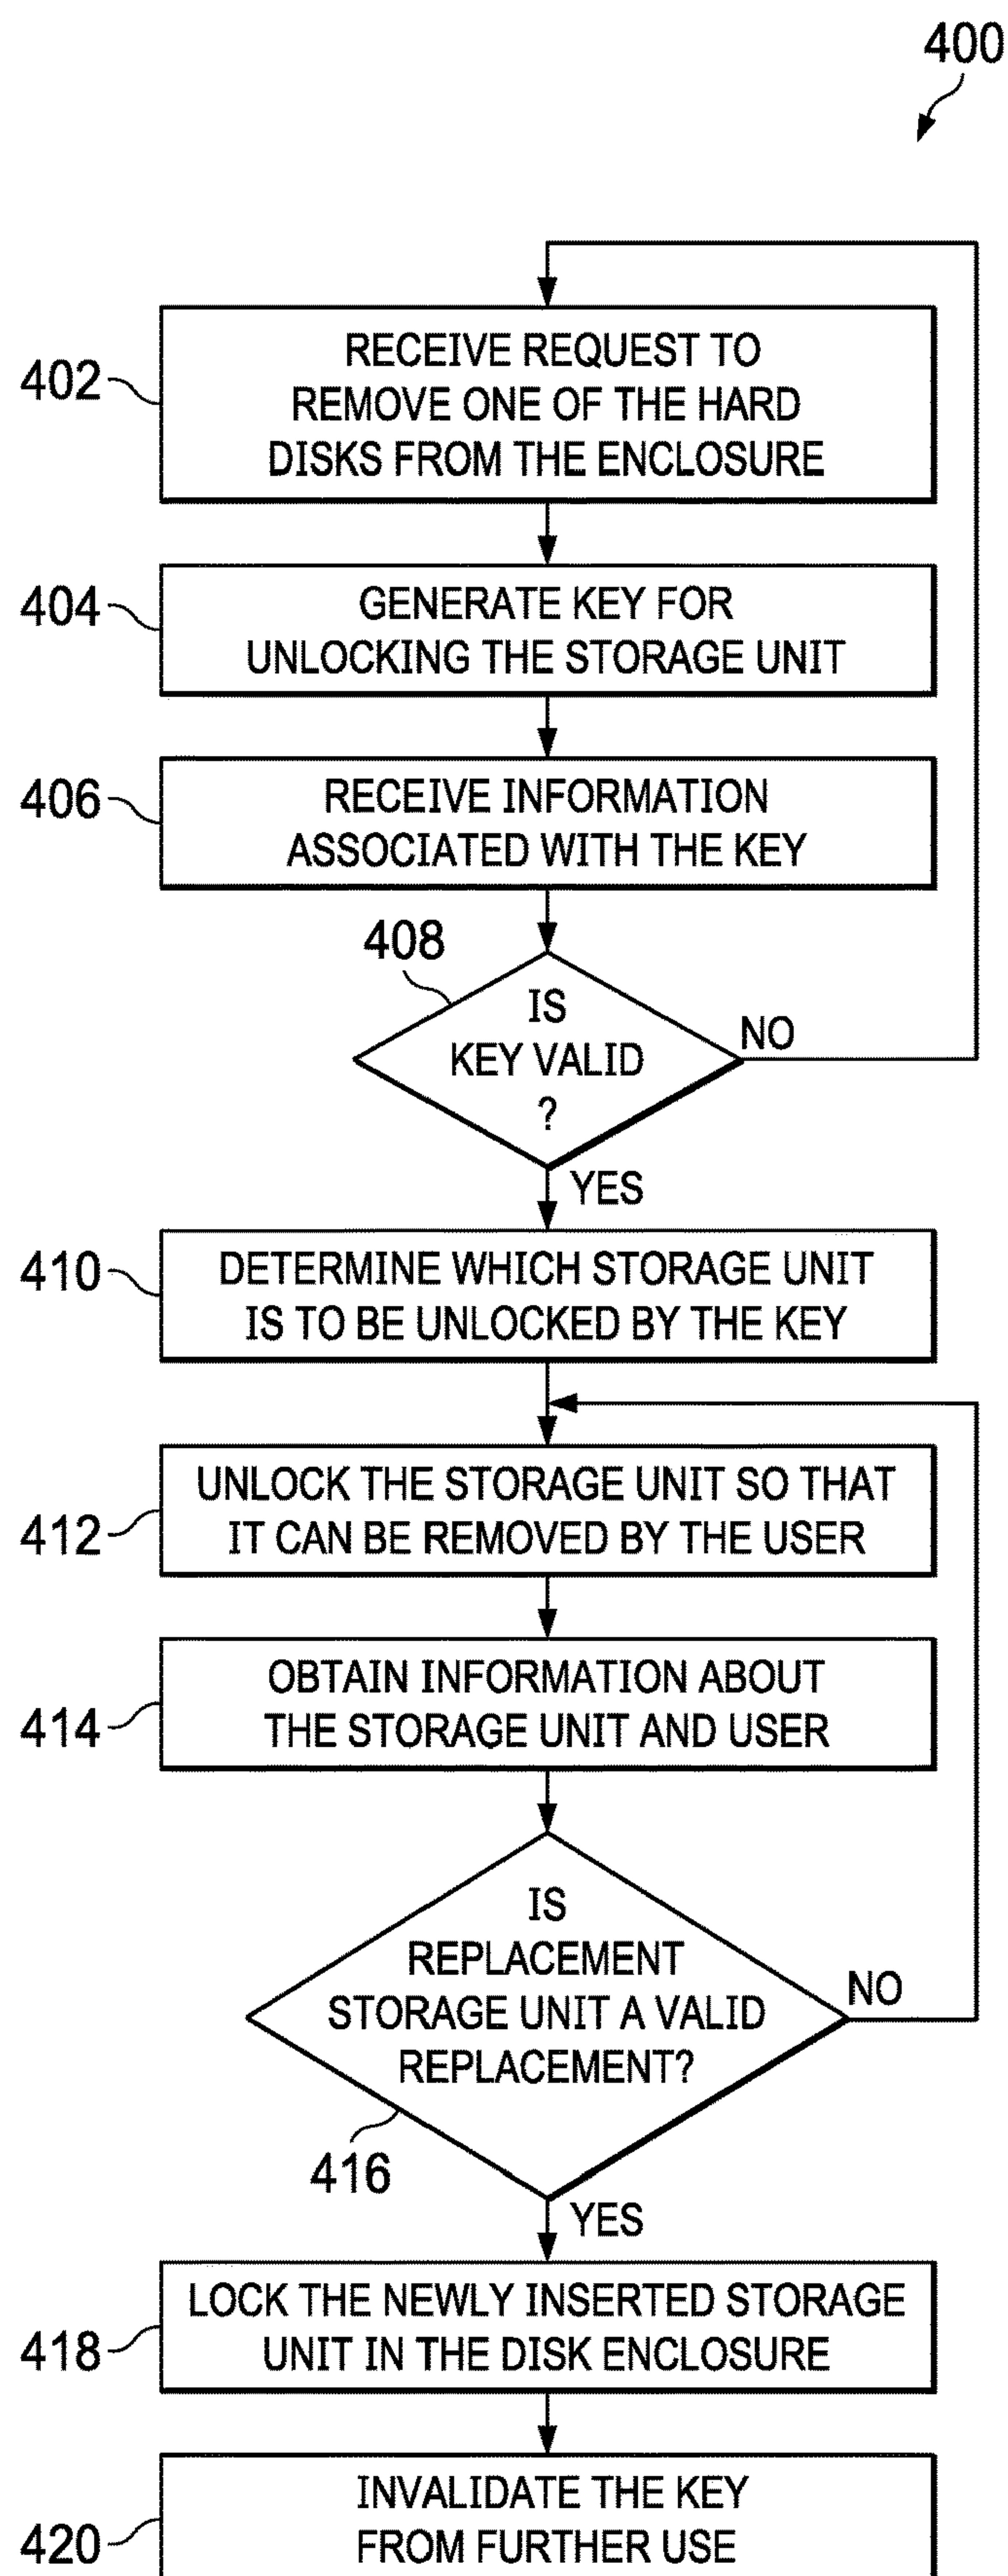 400
402
RECEIVE REQUEST TO
REMOVE ONE OF THE HARD
DISKS FROM THE ENCLOSURE
404
GENERATE KEY FOR
UNLOCKING THE STORAGE UNIT
406
RECEIVE INFORMATION
ASSOCIATED WITH THE KEY
408
IS
KEY VALID
?
NO
YES
410
DETERMINE WHICH STORAGE UNIT
IS TO BE UNLOCKED BY THE KEY
412
UNLOCK THE STORAGE UNIT SO THAT
IT CAN BE REMOVED BY THE USER
414
OBTAIN INFORMATION ABOUT
THE STORAGE UNIT AND USER
IS
REPLACEMENT
STORAGE UNIT A VALID
REPLACEMENT?
NO
416
YES
418
LOCK THE NEWLY INSERTED STORAGE
UNIT IN THE DISK ENCLOSURE
420
INVALIDATE THE KEY
FROM FURTHER USE